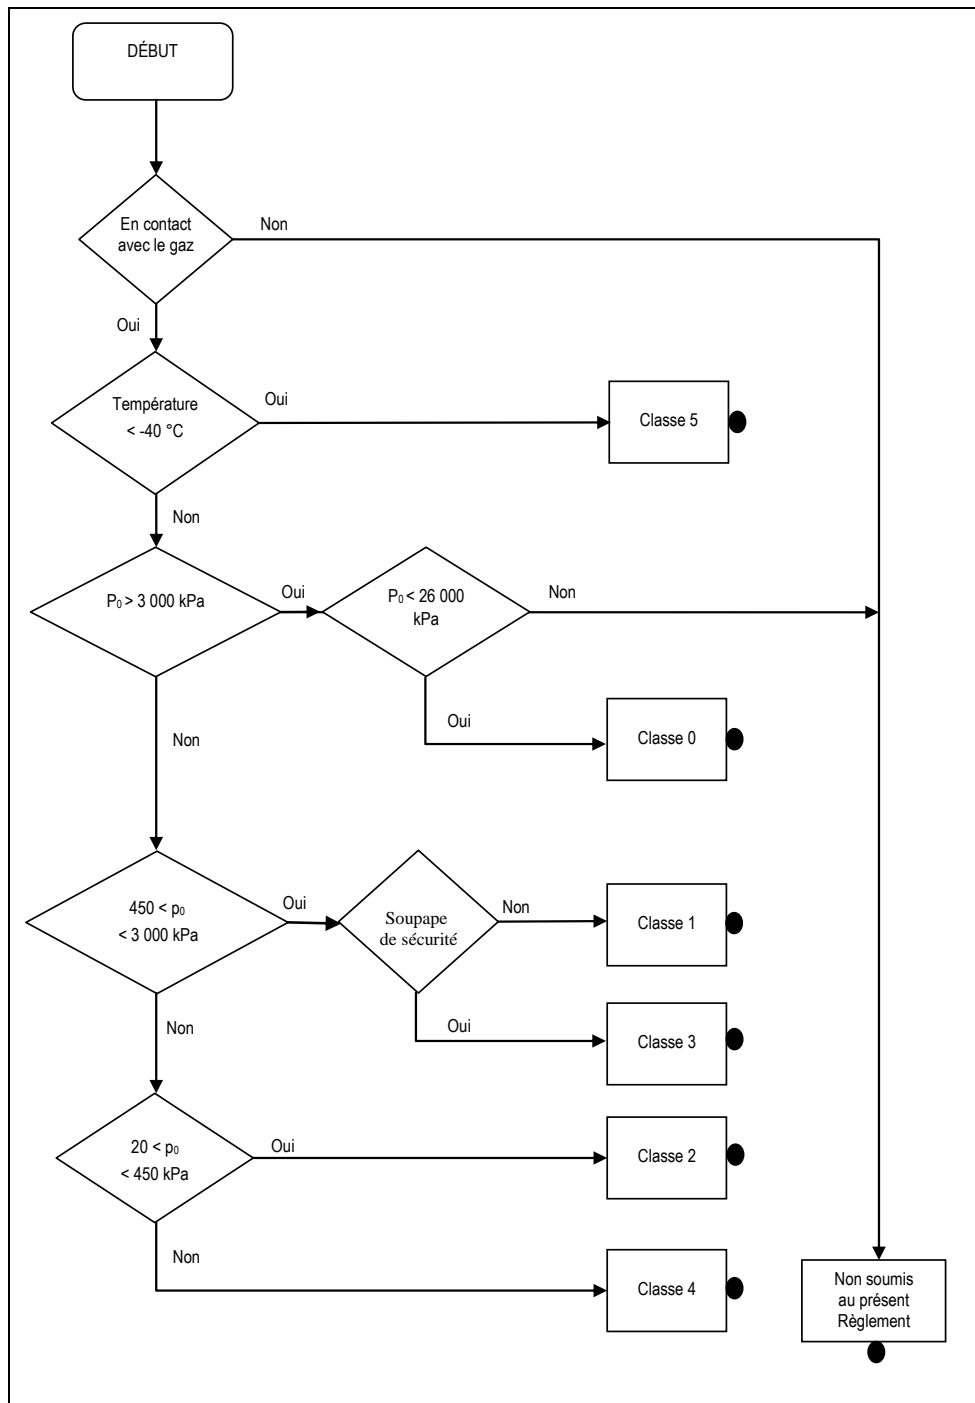 DÉBUT
En contact
avec le gaz
Non
Oui
Température
< -40 °C
Oui
Classe 5
Non
P₀ > 3 000 kPa
Oui
P₀ < 26 000
kPa
Non
Oui
Classe 0
Non
450 < p₀
< 3 000 kPa
Oui
Soupape
de sécurité
Non
Classe 1
Oui
Classe 3
Non
20 < p₀
< 450 kPa
Oui
Classe 2
Non
Classe 4
Non soumis
au présent
Règlement